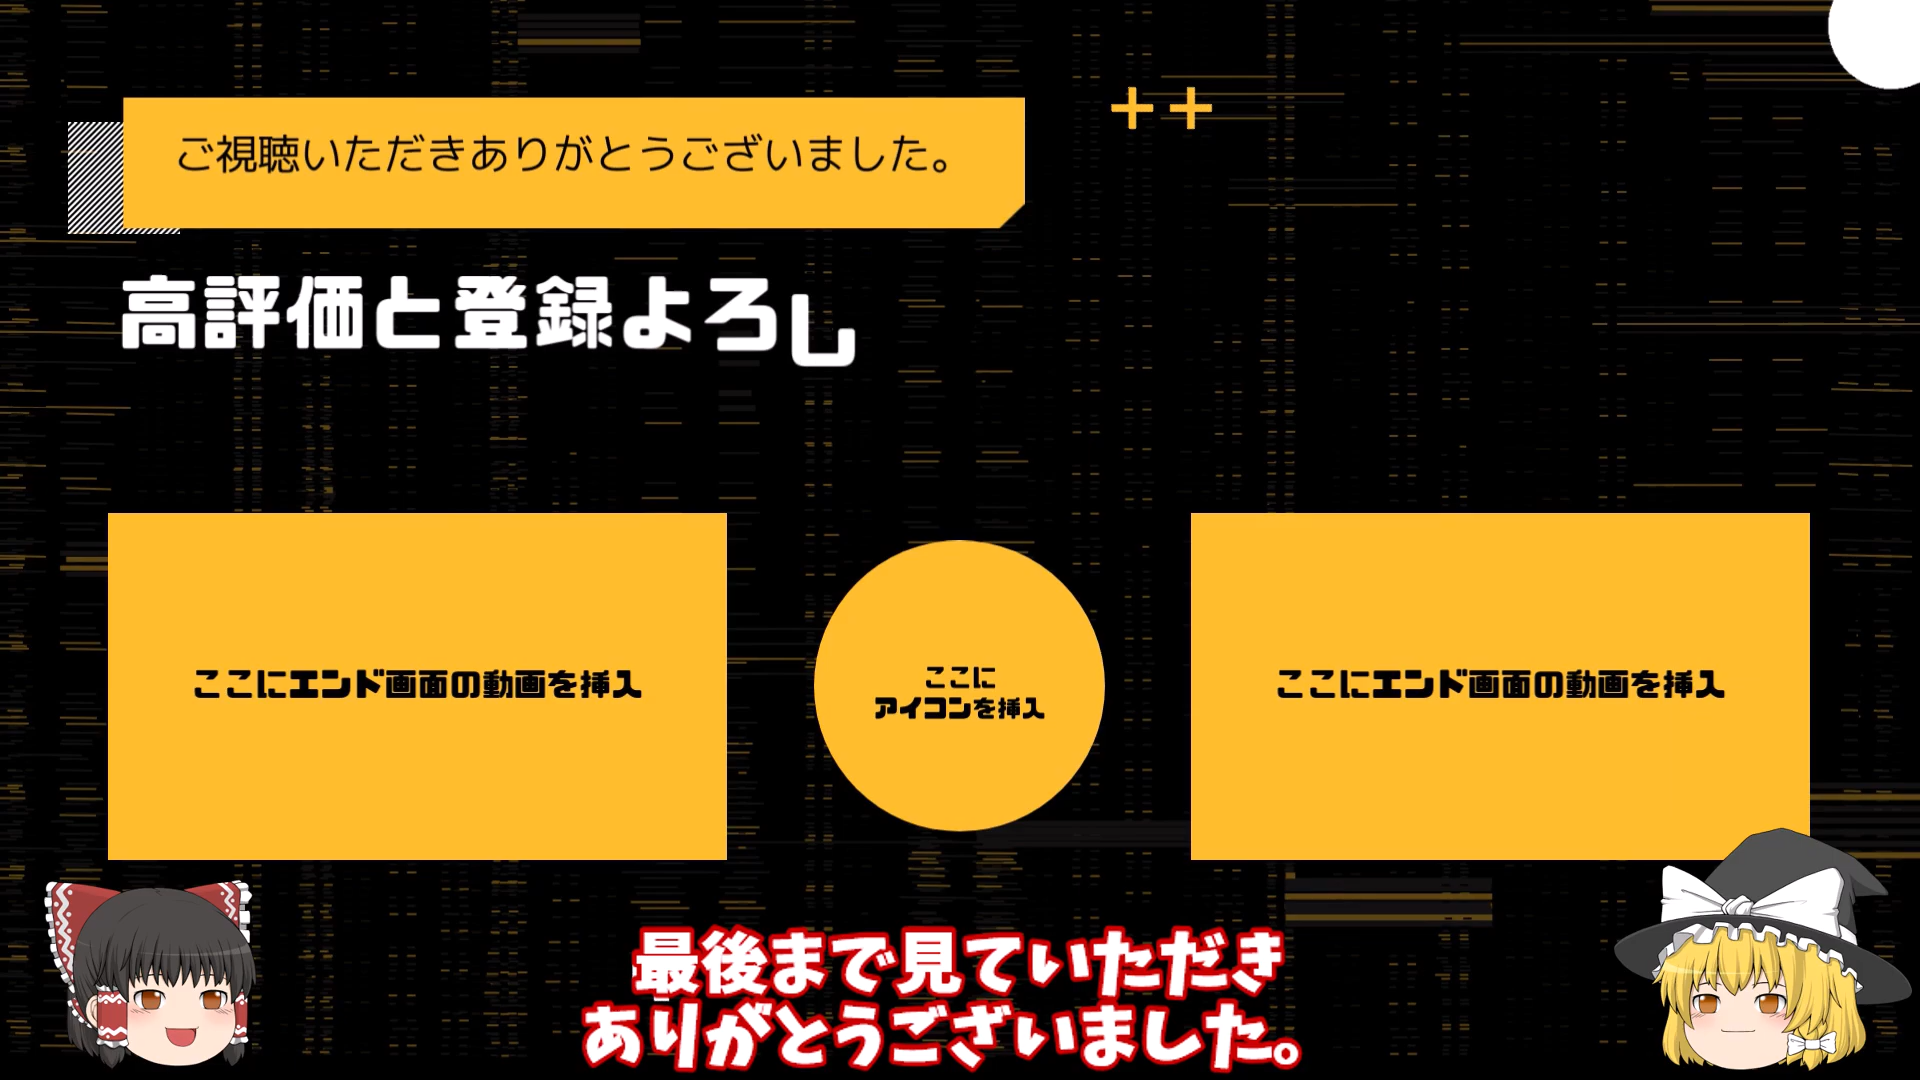 ご視聴いただきありがとうございました。
高評価と登録よろし
ここにエンド画面の動画を挿入
ここに
アイコンを挿入
ここにエンド画面の動画を挿入
最後まで見ていただき
ありがとうございました。